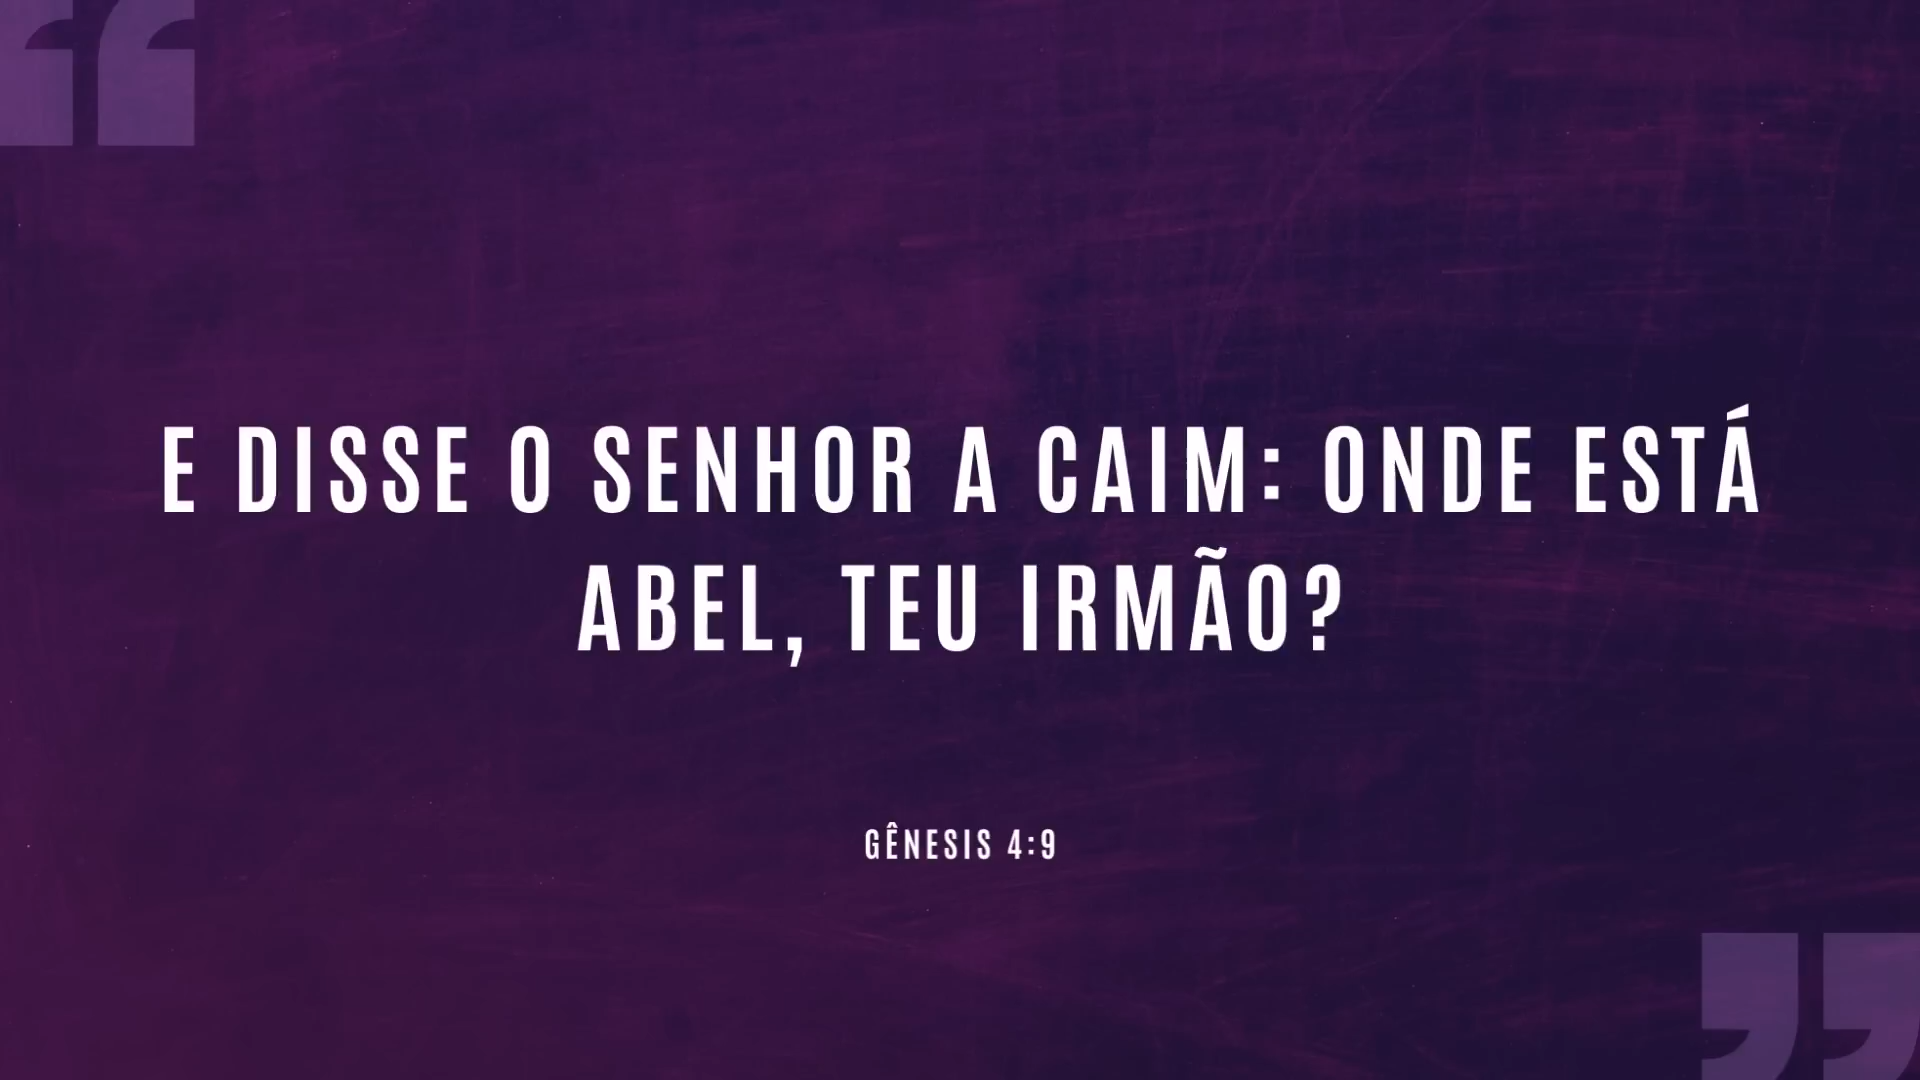 E DISSE O SENHOR A CAIM: ONDE ESTÁ
ABEL, TEU IRMÃO?
GÊNESIS 4:9